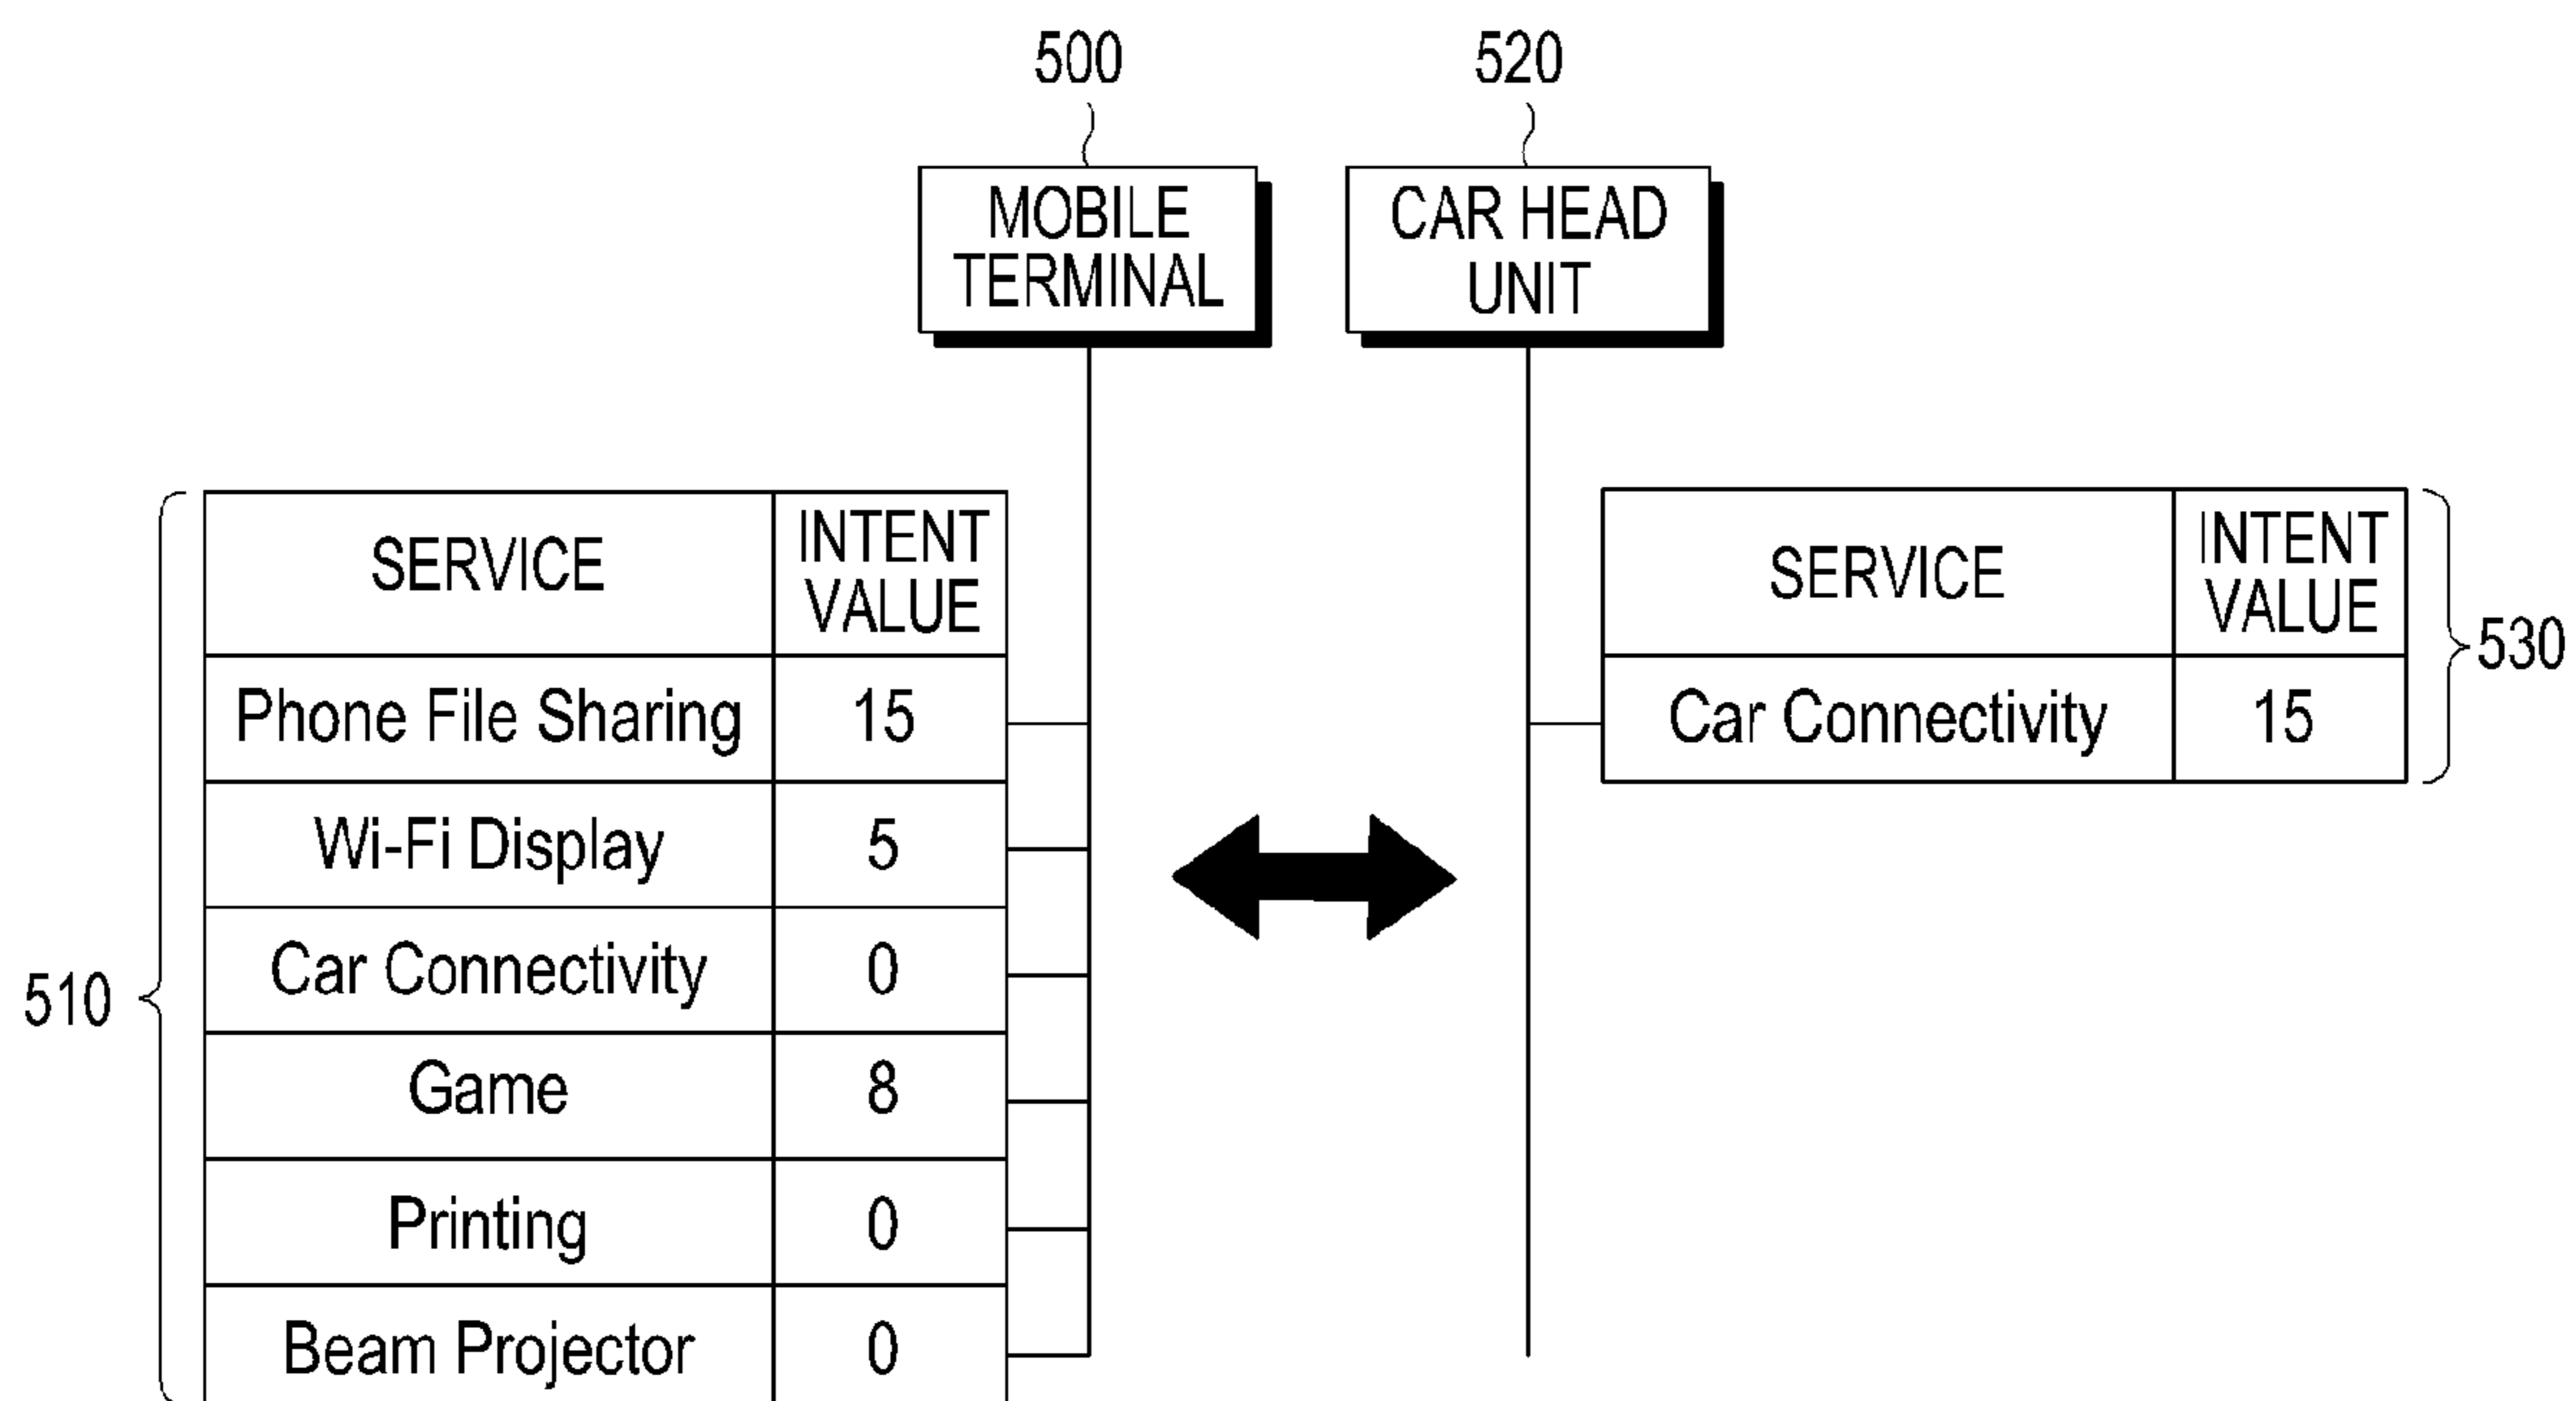 500
520
MOBILE
TERMINAL
CAR HEAD
UNIT
SERVICE
INTENT
VALUE
Phone File Sharing 15
Wi-Fi Display 5
Car Connectivity 0
Game 8
Printing 0
Beam Projector 0
510
SERVICE
INTENT
VALUE
Car Connectivity 15
530